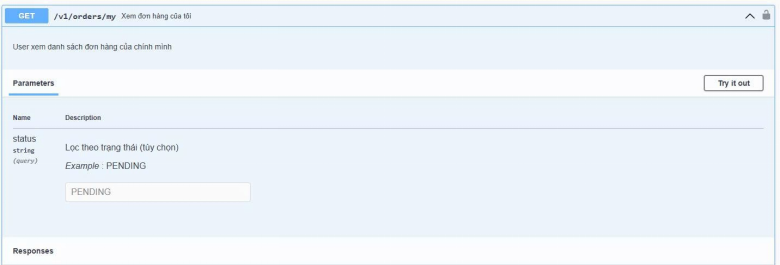 GET /v1/orders/my Xem đơn hàng của tôi
User xem danh sách đơn hàng của chính mình
Parameters
Try it out
Name Description
status
string
(query)
Lọc theo trạng thái (tùy chọn)
Example : PENDING
PENDING
Responses